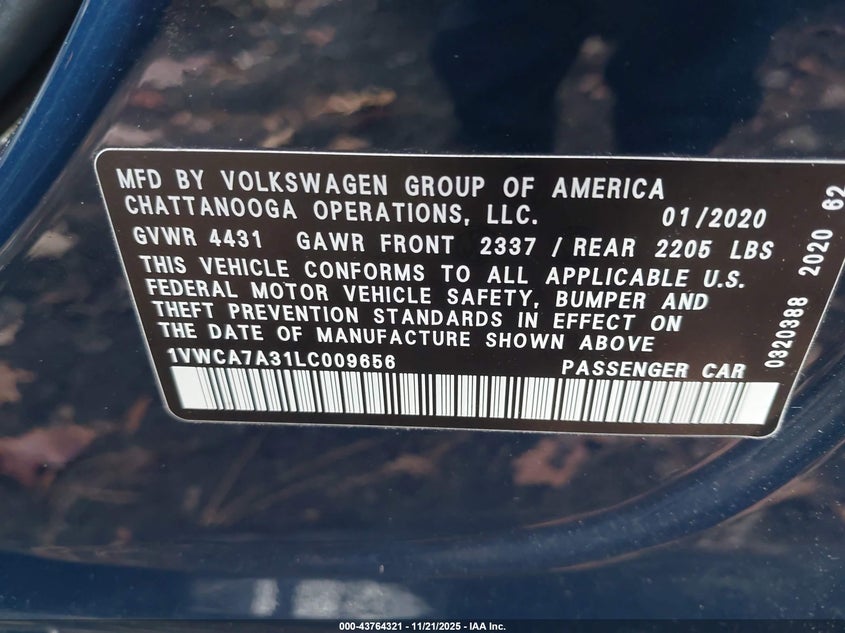 MFD BY VOLKSWAGEN GROUP OF AMERICA
CHATTANOOGA OPERATIONS, LLC. 01/2020
GVWR 4431 GAWR FRONT 2337 / REAR 2205 LBS
THIS VEHICLE CONFORMS TO ALL APPLICABLE U.S.
FEDERAL MOTOR VEHICLE SAFETY, BUMPER AND
THEFT PREVENTION STANDARDS IN EFFECT ON
THE DATE OF MANUFACTURE SHOWN ABOVE
1VWCA7A31LC009656 PASSENGER CAR
0320388 2020 62
000-43764321 - 11/21/2025 - IAA Inc.